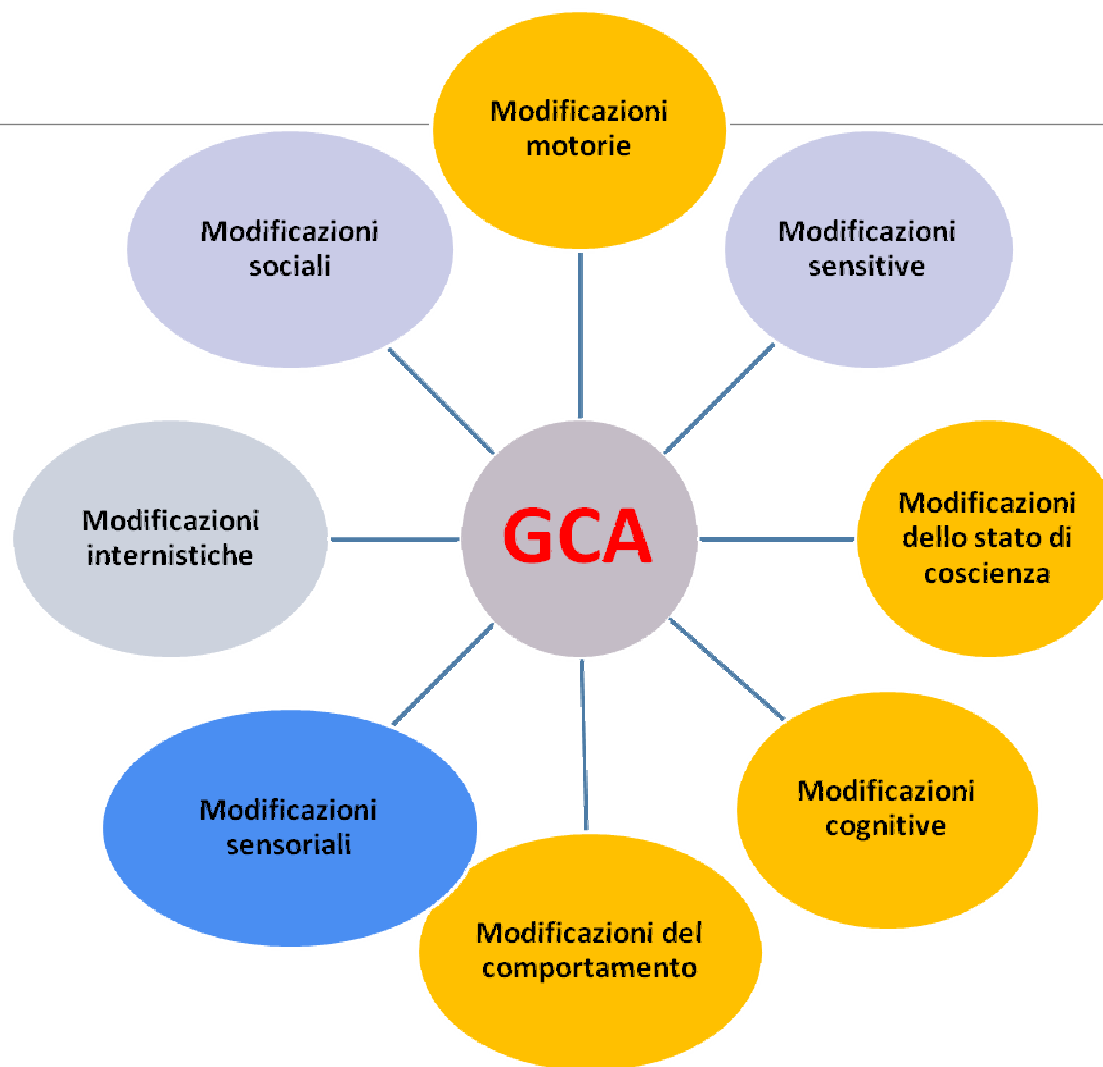 Modificazioni
motorie
Modificazioni
sociali
Modificazioni
sensitive
Modificazioni
internistiche
GCA
Modificazioni
dello stato di
coscienza
Modificazioni
sensoriali
Modificazioni
cognitive
Modificazioni del
comportamento